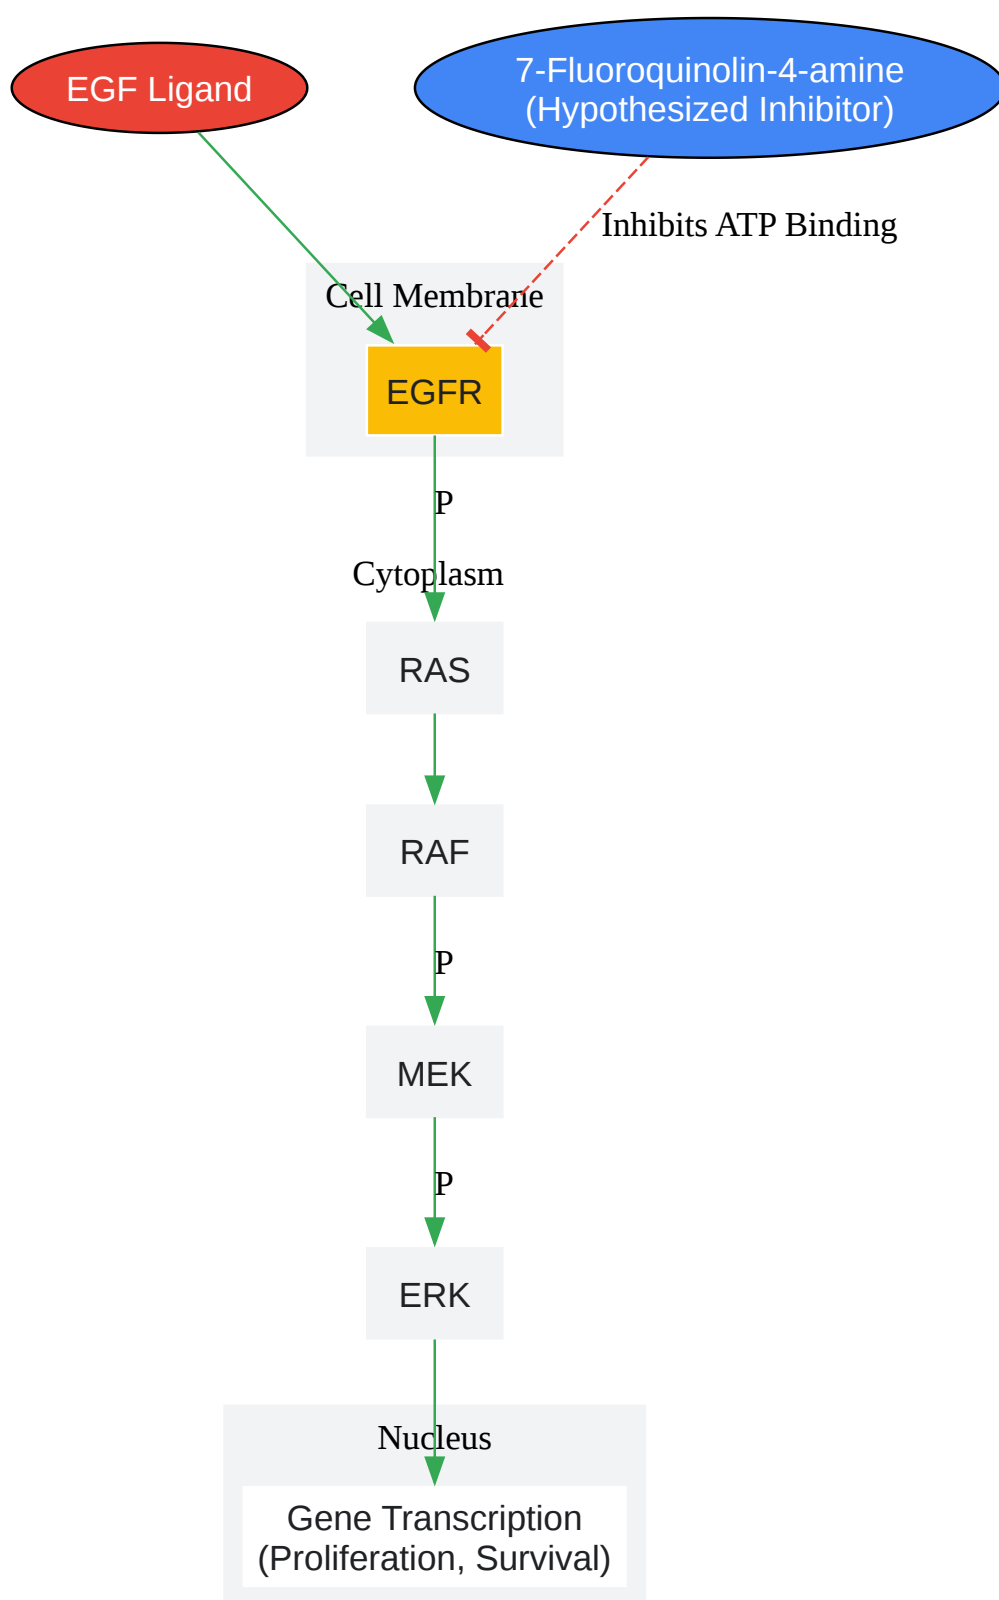 EGF Ligand
7-Fluoroquinolin-4-amine
(Hypothesized Inhibitor)
Inhibits ATP Binding
Cell Membrane
EGFR
P
Cytoplasm
RAS
RAF
P
MEK
P
ERK
Nucleus
Gene Transcription
(Proliferation, Survival)